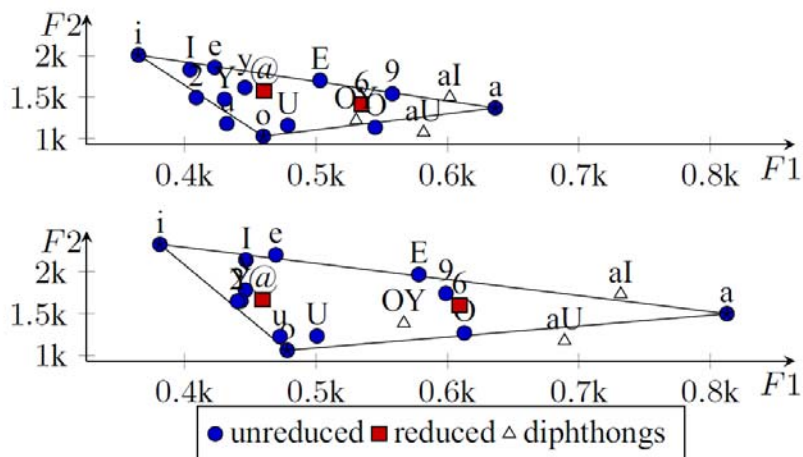 F2
i
I e y @ E 6 9 aI
2 Y OY O a
2k
u o U aU
1.5k
1k
0.4k 0.5k 0.6k 0.7k 0.8k F1
F2
i
I e E 9 6 aI
2 Y @ OY O a
2k
u o U aU
1.5k
1k
0.4k 0.5k 0.6k 0.7k 0.8k F1
unreduced reduced diphthongs